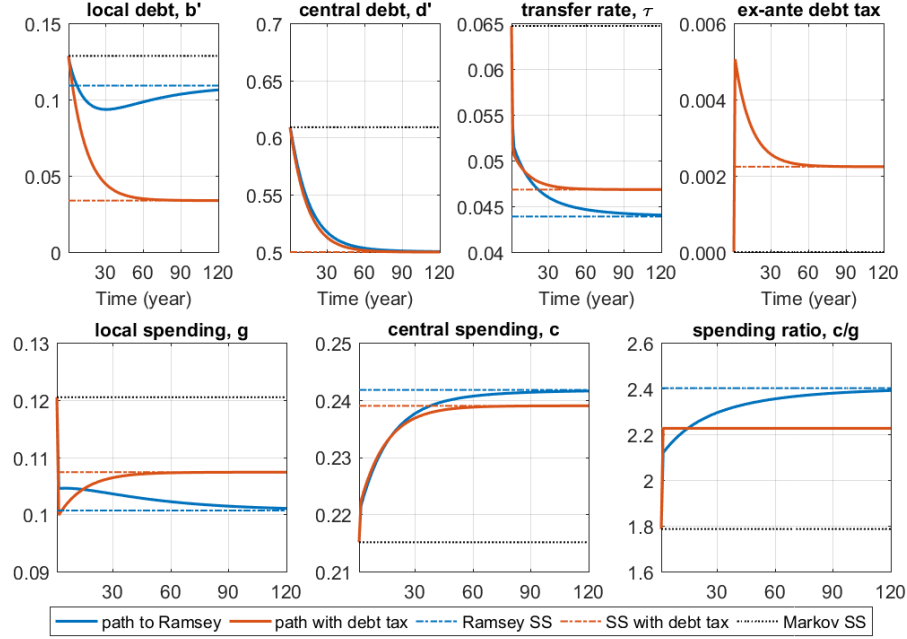 local debt, b' central debt, d' transfer rate, τ ex-ante debt tax
0.15 0.7 0.065 0.006
0.1 0.6 0.06 0.004
0.055
0.05 0.5 0.05 0.002
0.045
0 0.4 0.04 0.000
30 60 90 120 30 60 90 120 30 60 90 120 30 60 90 120
Time (year) Time (year) Time (year) Time (year)
local spending, g central spending, c spending ratio, c/g
0.13 0.25 2.6
0.12 0.24 2.4
0.11 0.23 2.2
0.1 0.22 2
1.8
0.09 0.21 1.6
30 60 90 120 30 60 90 120 30 60 90 120
path to Ramsey path with debt tax Ramsey SS SS with debt tax Markov SS